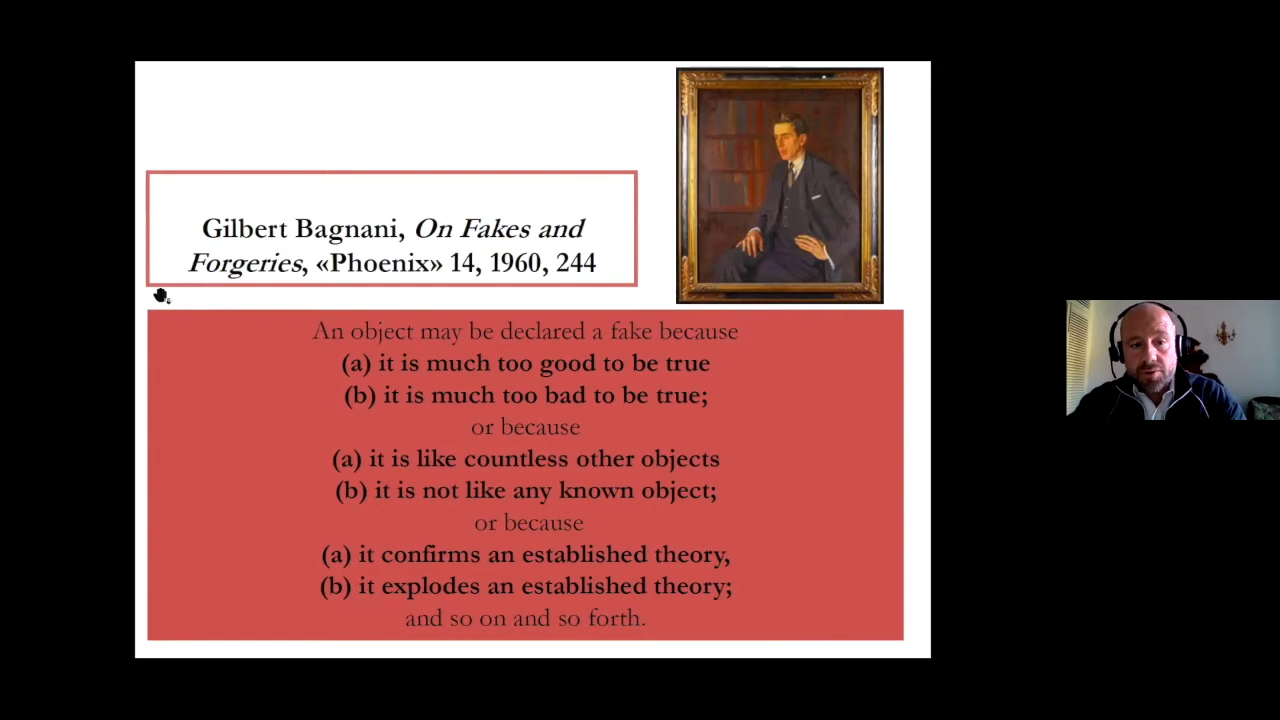 Gilbert Bagnani, On Fakes and
Forgeries, «Phoenix» 14, 1960, 244
An object may be declared a fake because
(a) it is much too good to be true
(b) it is much too bad to be true;
or because
(a) it is like countless other objects
(b) it is not like any known object;
or because
(a) it confirms an established theory,
(b) it explodes an established theory;
and so on and so forth.